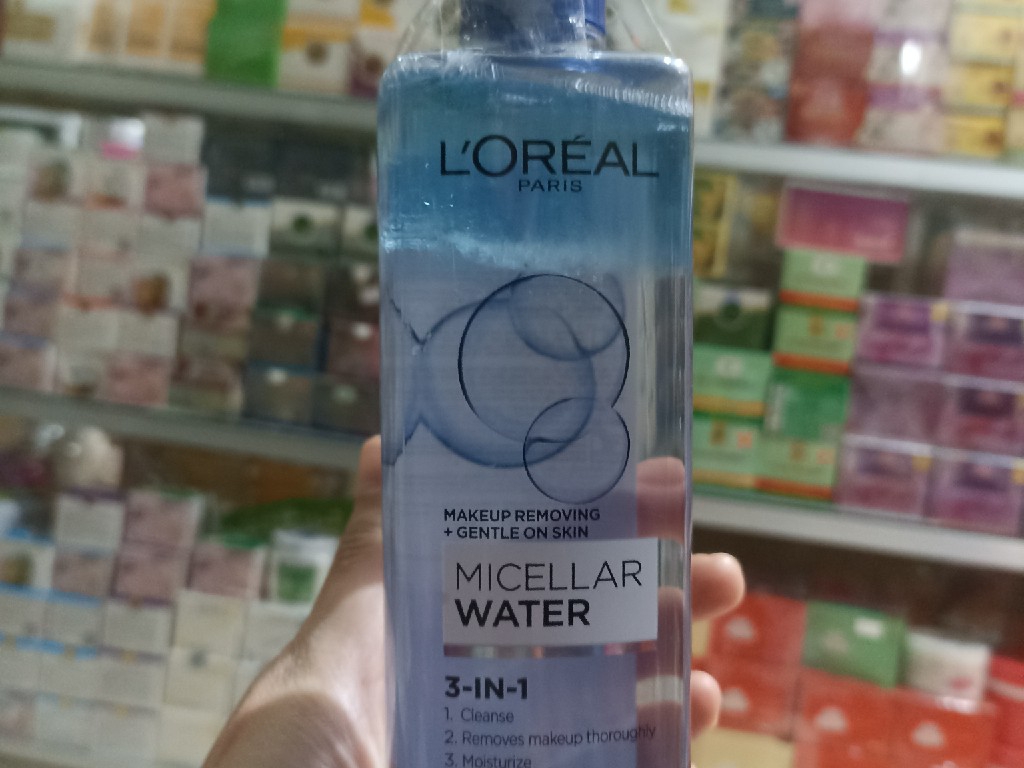 L'ORÉAL
PARIS
MAKEUP REMOVING
+ GENTLE ON SKIN
MICELLAR
WATER
3-IN-1
1. Cleanse
2. Removes makeup thoroughly
3. Moisturize